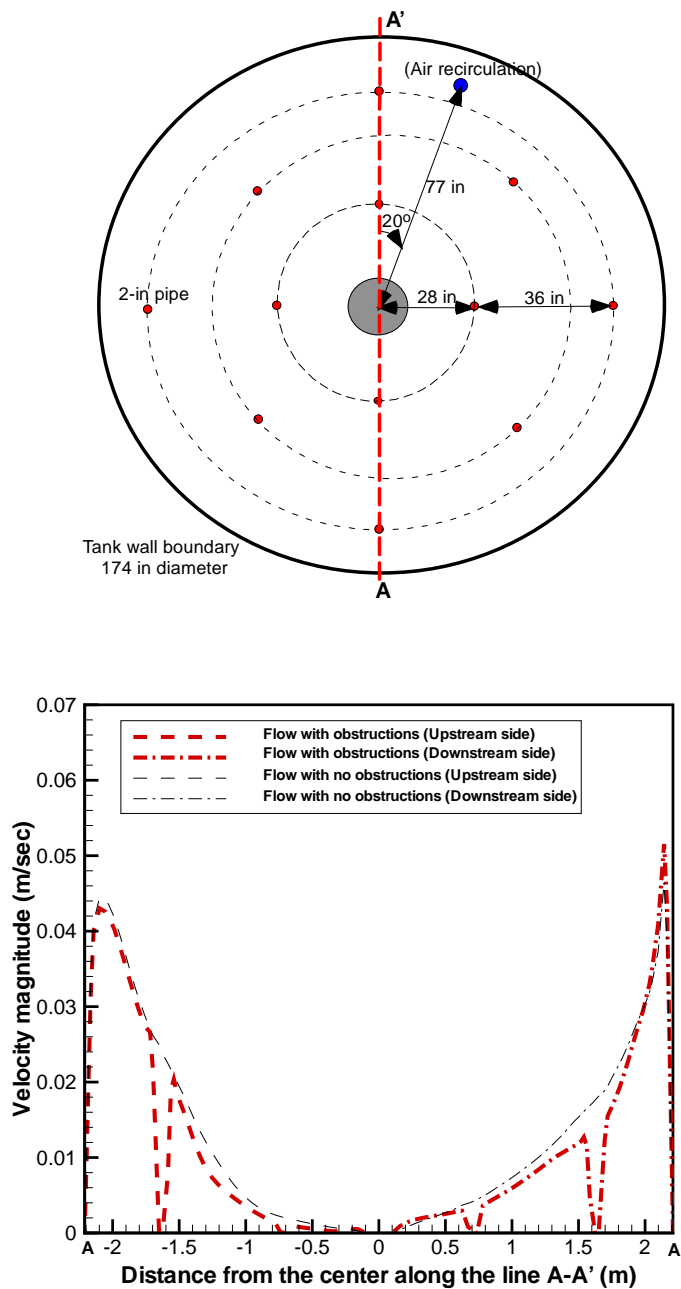 A’
(Air recirculation)
77 in
20º
2-in pipe
28 in
36 in
Tank wall boundary
174 in diameter
A
0.07
0.06
0.05
0.04
0.03
0.02
0.01
0
Velocity magnitude (m/sec)
Flow with obstructions (Upstream side)
Flow with obstructions (Downstream side)
Flow with no obstructions (Upstream side)
Flow with no obstructions (Downstream side)
A -2 -1.5 -1 -0.5 0 0.5 1 1.5 2 A
Distance from the center along the line A-A’ (m)